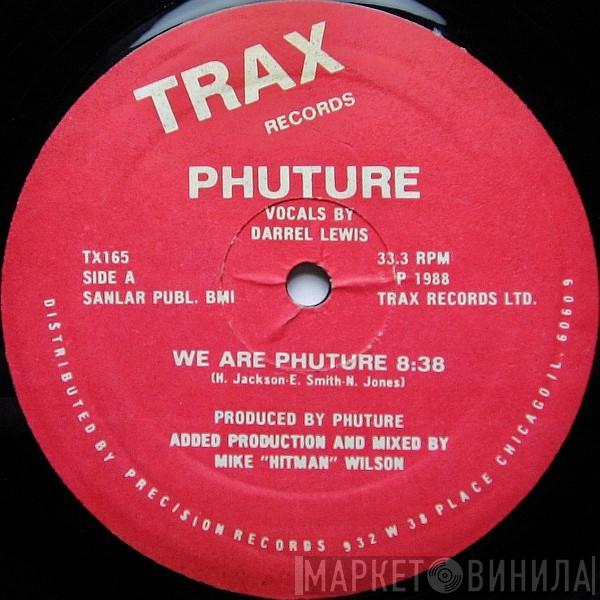 TRAX
RECORDS
PHUTURE
VOCALS BY
DARREL LEWIS
TX165
SIDE A
SANLAR PUBL. BMI
33.3 RPM
P 1988
TRAX RECORDS LTD.
WE ARE PHUTURE 8:38
(H. Jackson-E. Smith-N. Jones)
PRODUCED BY PHUTURE
ADDED PRODUCTION AND MIXED BY
MIKE "HITMAN" WILSON
DISTRIBUTED BY PRECISION RECORDS 932 W 38 PLACE CHICAGO IL. 60609
МАРКЕТ ВИНИЛА